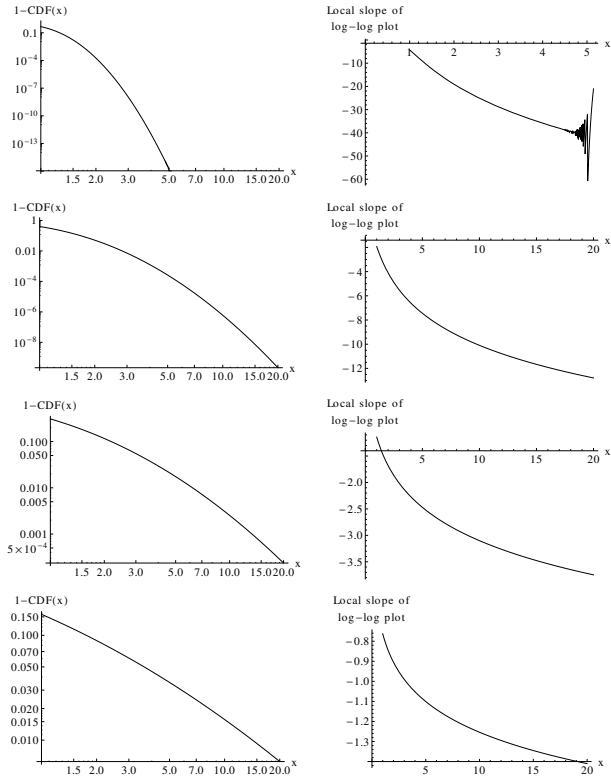 1−CDF(x)
0.1
10−4
10−7
10−10
10−13
1.5 2.0 3.0 5.0 7.0 10.0 15.0 20.0 x
Local slope of
log−log plot
1 2 3 4 5 x
−10
−20
−30
−40
−50
−60
1−CDF(x)
1
0.01
10−4
10−6
10−8
1.5 2.0 3.0 5.0 7.0 10.0 15.0 20.0 x
Local slope of
log−log plot
5 10 15 20 x
−4
−6
−8
−10
−12
1−CDF(x)
0.100
0.050
0.010
0.005
0.001
5×10−4
1.5 2.0 3.0 5.0 7.0 10.0 15.0 20.0 x
Local slope of
log−log plot
5 10 15 20 x
−2.0
−2.5
−3.0
−3.5
1−CDF(x)
0.150
0.100
0.070
0.050
0.030
0.020
0.015
0.010
1.5 2.0 3.0 5.0 7.0 10.0 15.0 20.0 x
Local slope of
log−log plot
−0.8
−0.9
−1.0
−1.1
−1.2
−1.3
5 10 15 20 x